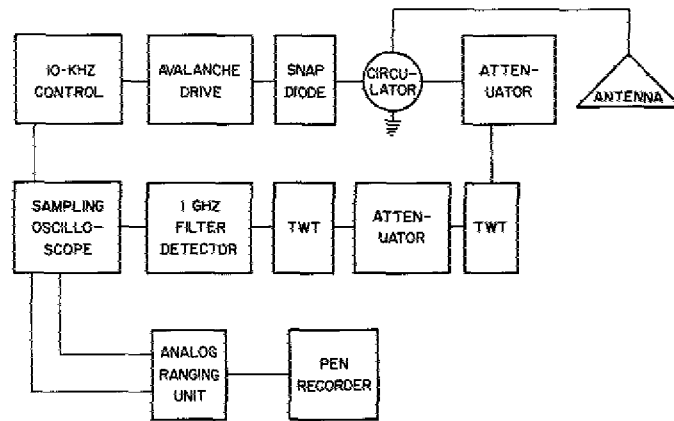 10-KHZ
CONTROL
AVALANCHE
DRIVE
SNAP
DIODE
CIRCU-
LATOR
ATTEN-
UATOR
ANTENNA
SAMPLING
OSCILLO-
SCOPE
1 GHZ
FILTER
DETECTOR
TWT
ATTEN-
UATOR
TWT
ANALOG
RANGING
UNIT
PEN
RECORDER